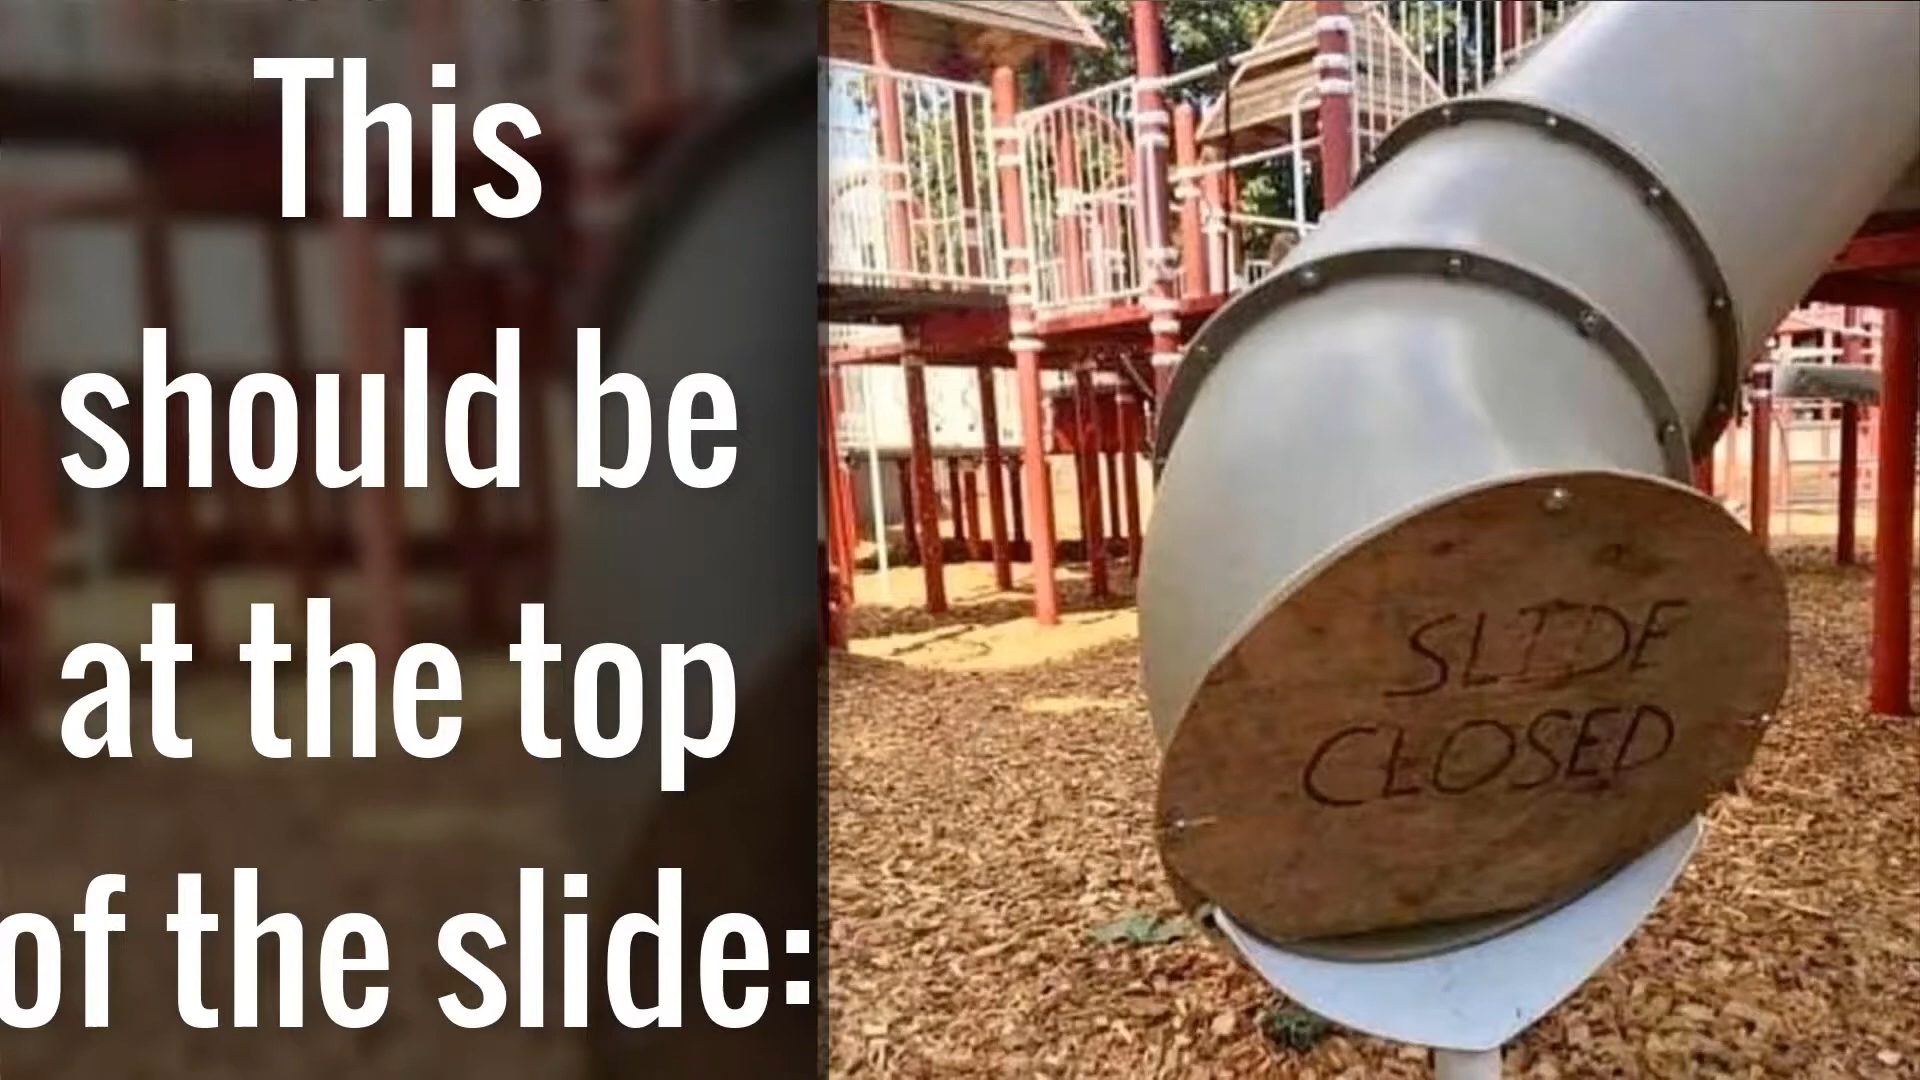 This
should be
at the top
of the slide:
SLIDE
CLOSED